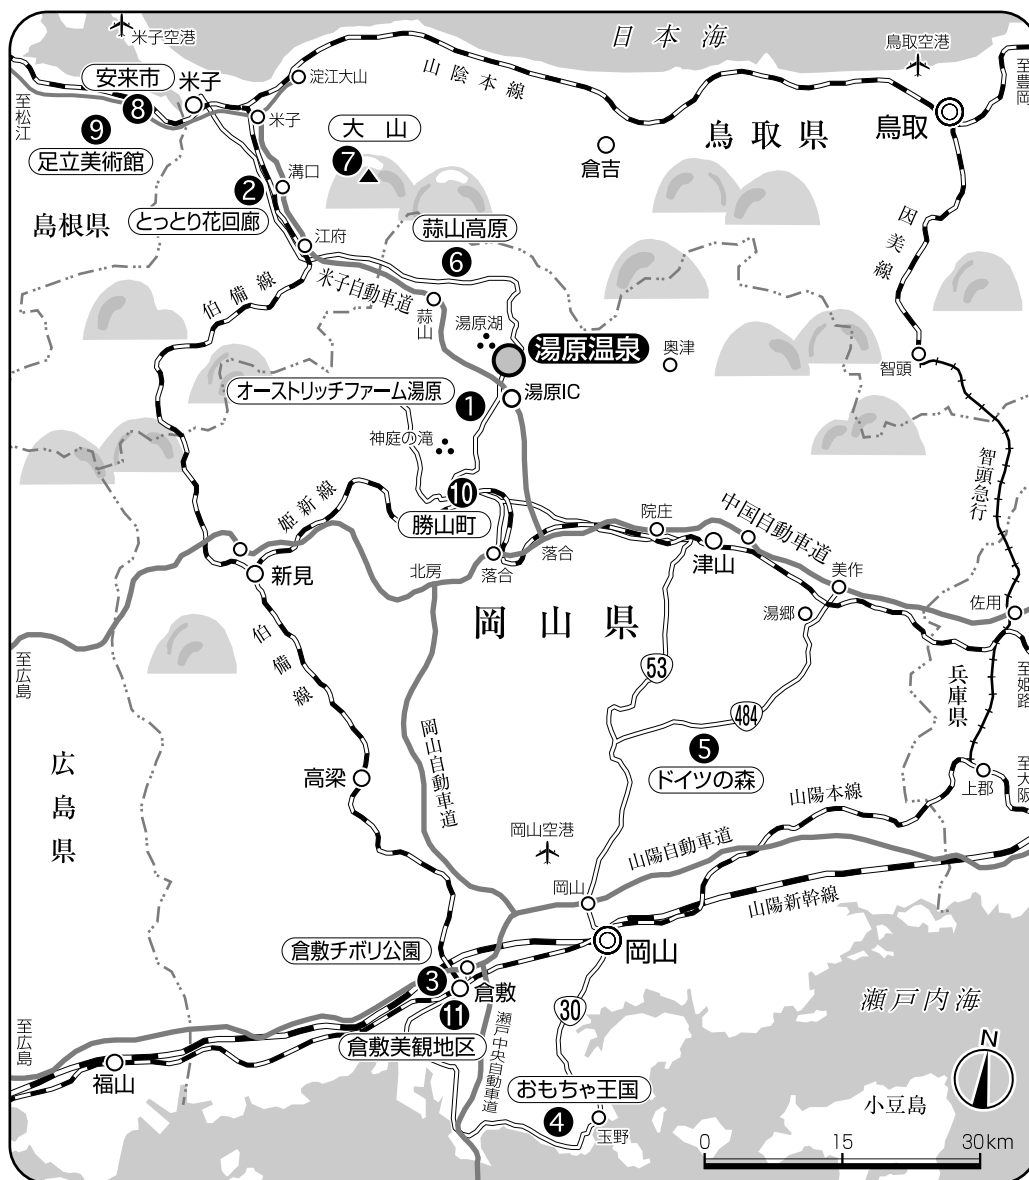 米子空港
日本海
鳥取空港
安来市
米子
淀江大山
山陰本線
至豊岡
至松江
8
9
足立美術館
米子
大 山
7
倉吉
鳥取県
鳥取
島根県
2
溝口
とっとり花回廊
江府
蒜山高原
6
因美線
伯備線
米子自動車道
蒜山
湯原湖
湯原温泉
奥津
智頭
オーストリッチファーム湯原
1
湯原IC
神庭の滝
智頭急行
10
勝山町
姫新線
院庄
中国自動車道
落合
落合
津山
美作
北房
新見
岡山県
湯郷
佐用
至広島
伯備線
53
兵庫県
至姫路
484
5
ドイツの森
広島県
岡山自動車道
高梁
上郡
至大阪
山陽本線
岡山空港
山陽自動車道
岡山
山陽新幹線
岡山
倉敷チボリ公園
3
倉敷
11
倉敷美観地区
30
瀬戸内海
至広島
福山
瀬戸中央自動車道
N
おもちゃ王国
4
玉野
小豆島
0 15 30km